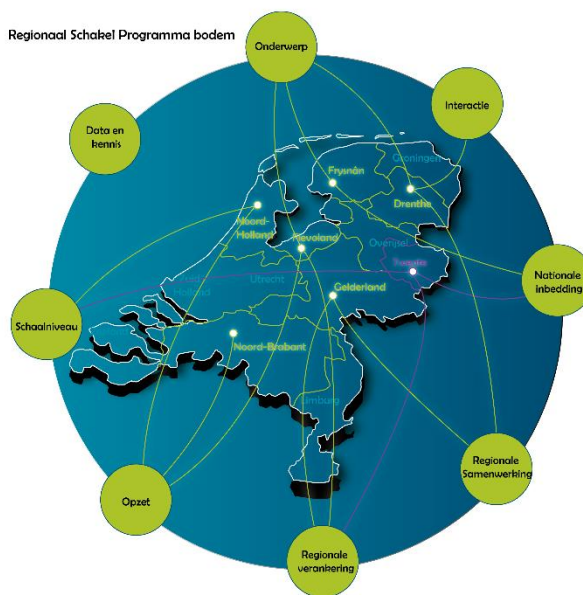 Regionaal Schakel Programma bodem
Onderwerp
Interactie
Data en
kennis
Groningen
Fryslân
Drenthe
Noord-
Holland
Flevoland
Overijssel
Twente
Nationale
inbedding
Utrecht
Gelderland
Holland
Schaalniveau
Noord-Brabant
Limburg
Regionale
Samenwerking
Opzet
Regionale
verankering